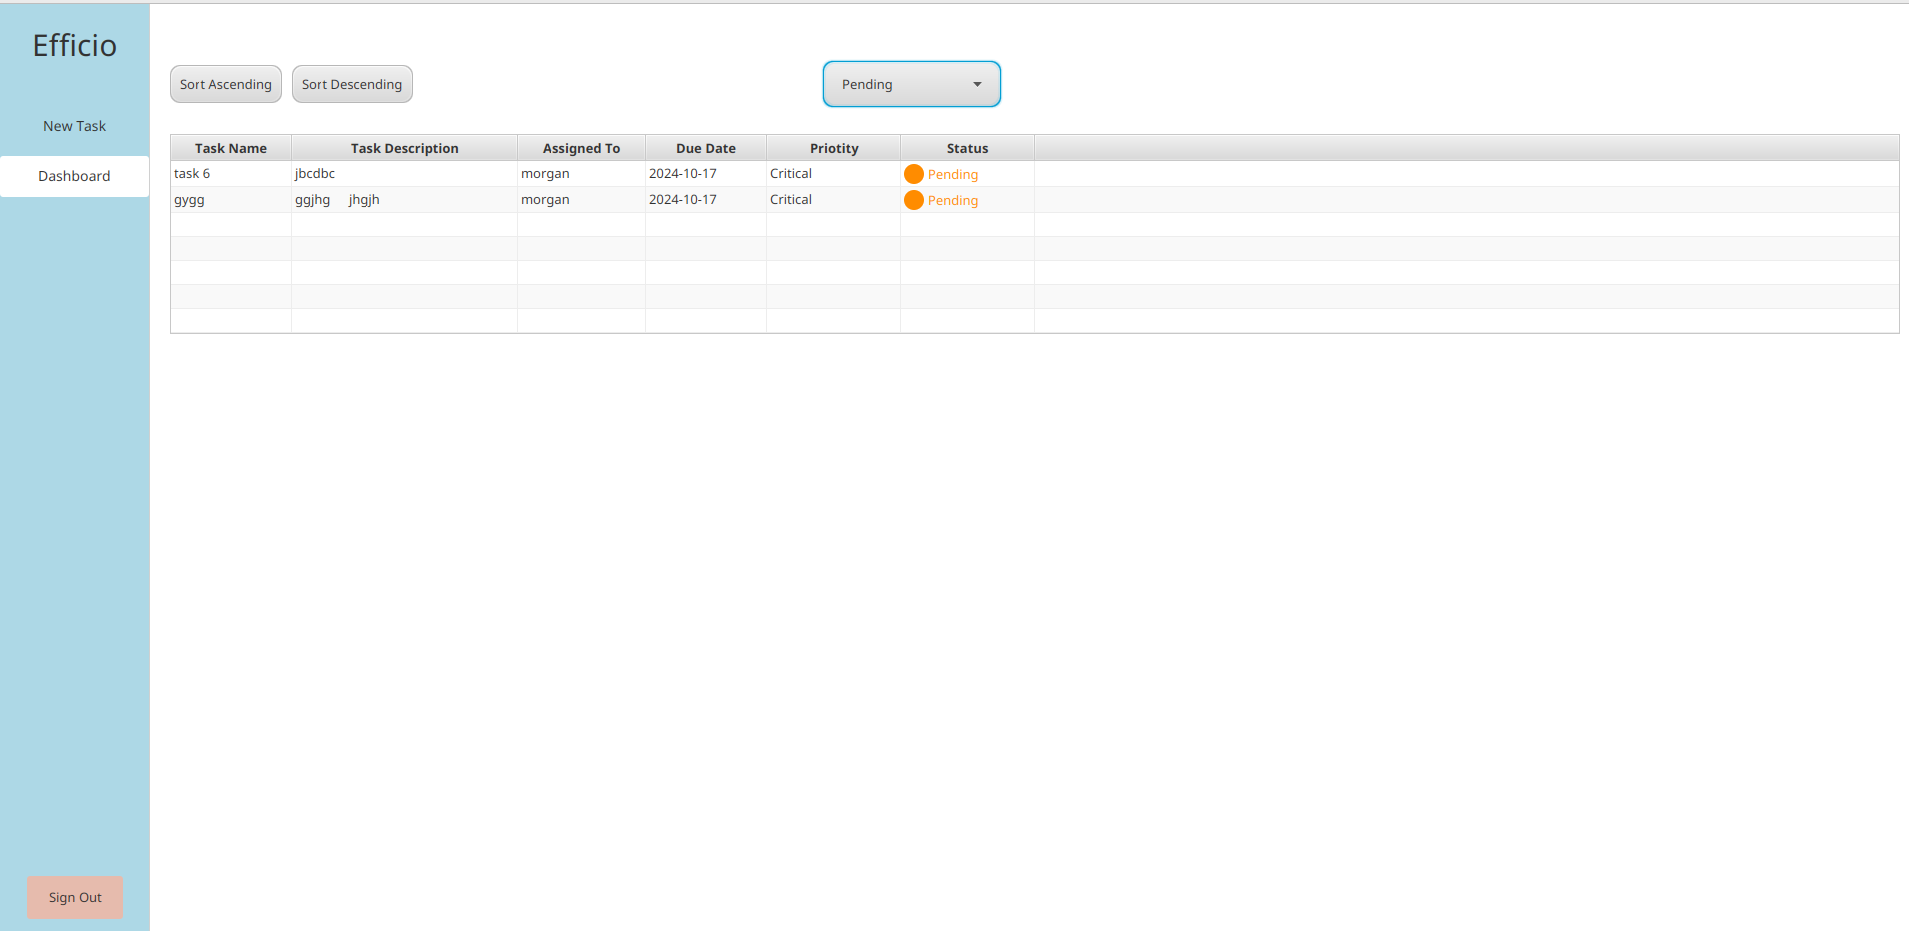 Efficio
New Task
Dashboard
Sign Out
Sort Ascending Sort Descending Pending
Task Name Task Description Assigned To Due Date Priotity Status
task 6 jbcdbc morgan 2024-10-17 Critical Pending
gygg ggjhg jhgjh morgan 2024-10-17 Critical Pending